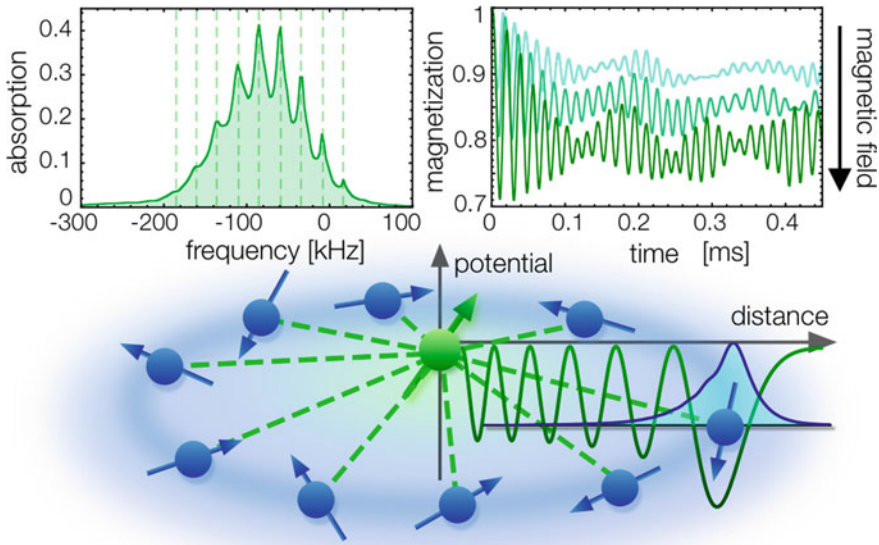 absorption
0.4
0.3
0.2
0.1
0
-300
-200
-100
0
100
frequency [kHz]
magnetization
1
0.9
0.8
0.7
0
0.1
0.2
0.3
0.4
time [ms]
magnetic field
potential
distance